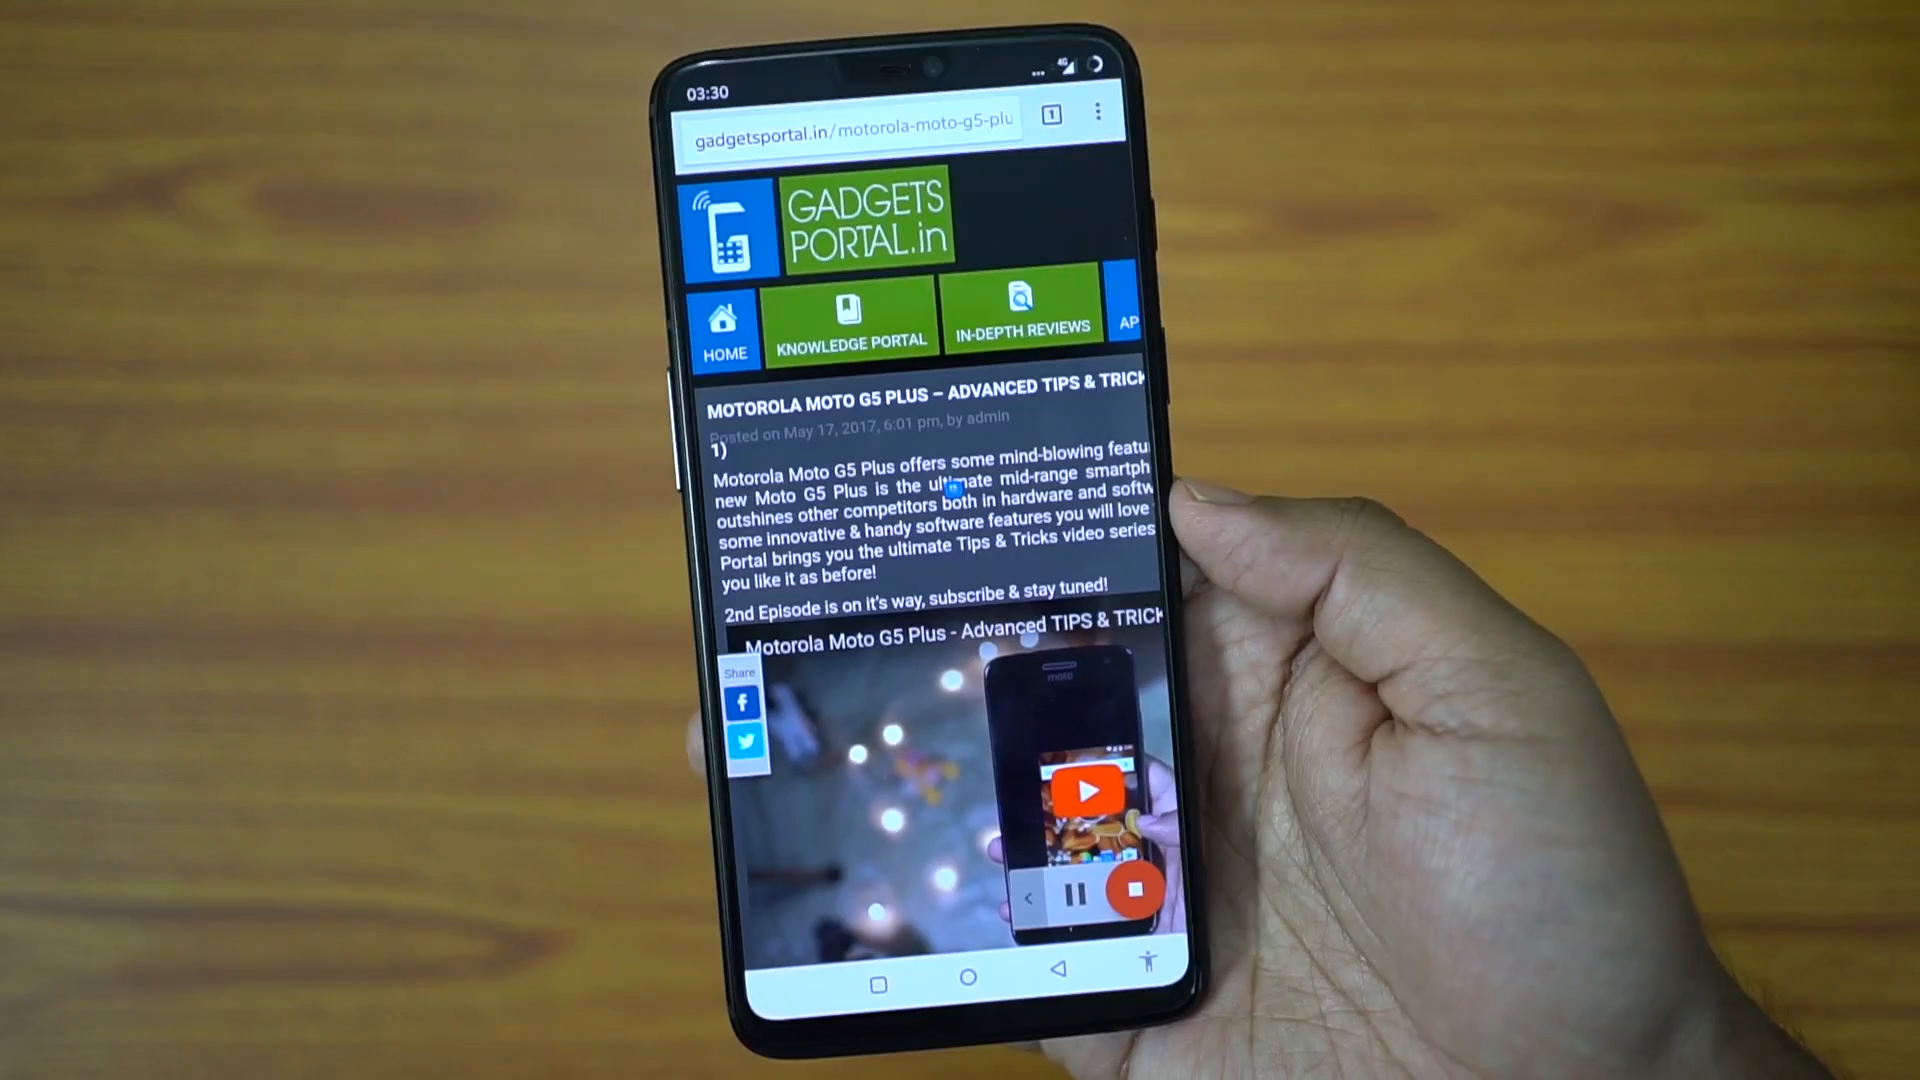 03:30
4G
gadgetsportal.in/motorola-moto-g5-plu
1
GADGETS
PORTAL.in
HOME
KNOWLEDGE PORTAL
IN-DEPTH REVIEWS
AP
MOTOROLA MOTO G5 PLUS – ADVANCED TIPS & TRICK
Posted on May 17, 2017, 6:01 pm, by admin
1)
Motorola Moto G5 Plus offers some mind-blowing featu
new Moto G5 Plus is the ultimate mid-range smartph
outshines other competitors both in hardware and softw
some innovative & handy software features you will love
Portal brings you the ultimate Tips & Tricks video series
you like it as before!
2nd Episode is on it's way, subscribe & stay tuned!
Motorola Moto G5 Plus - Advanced TIPS & TRICK
Share
moto